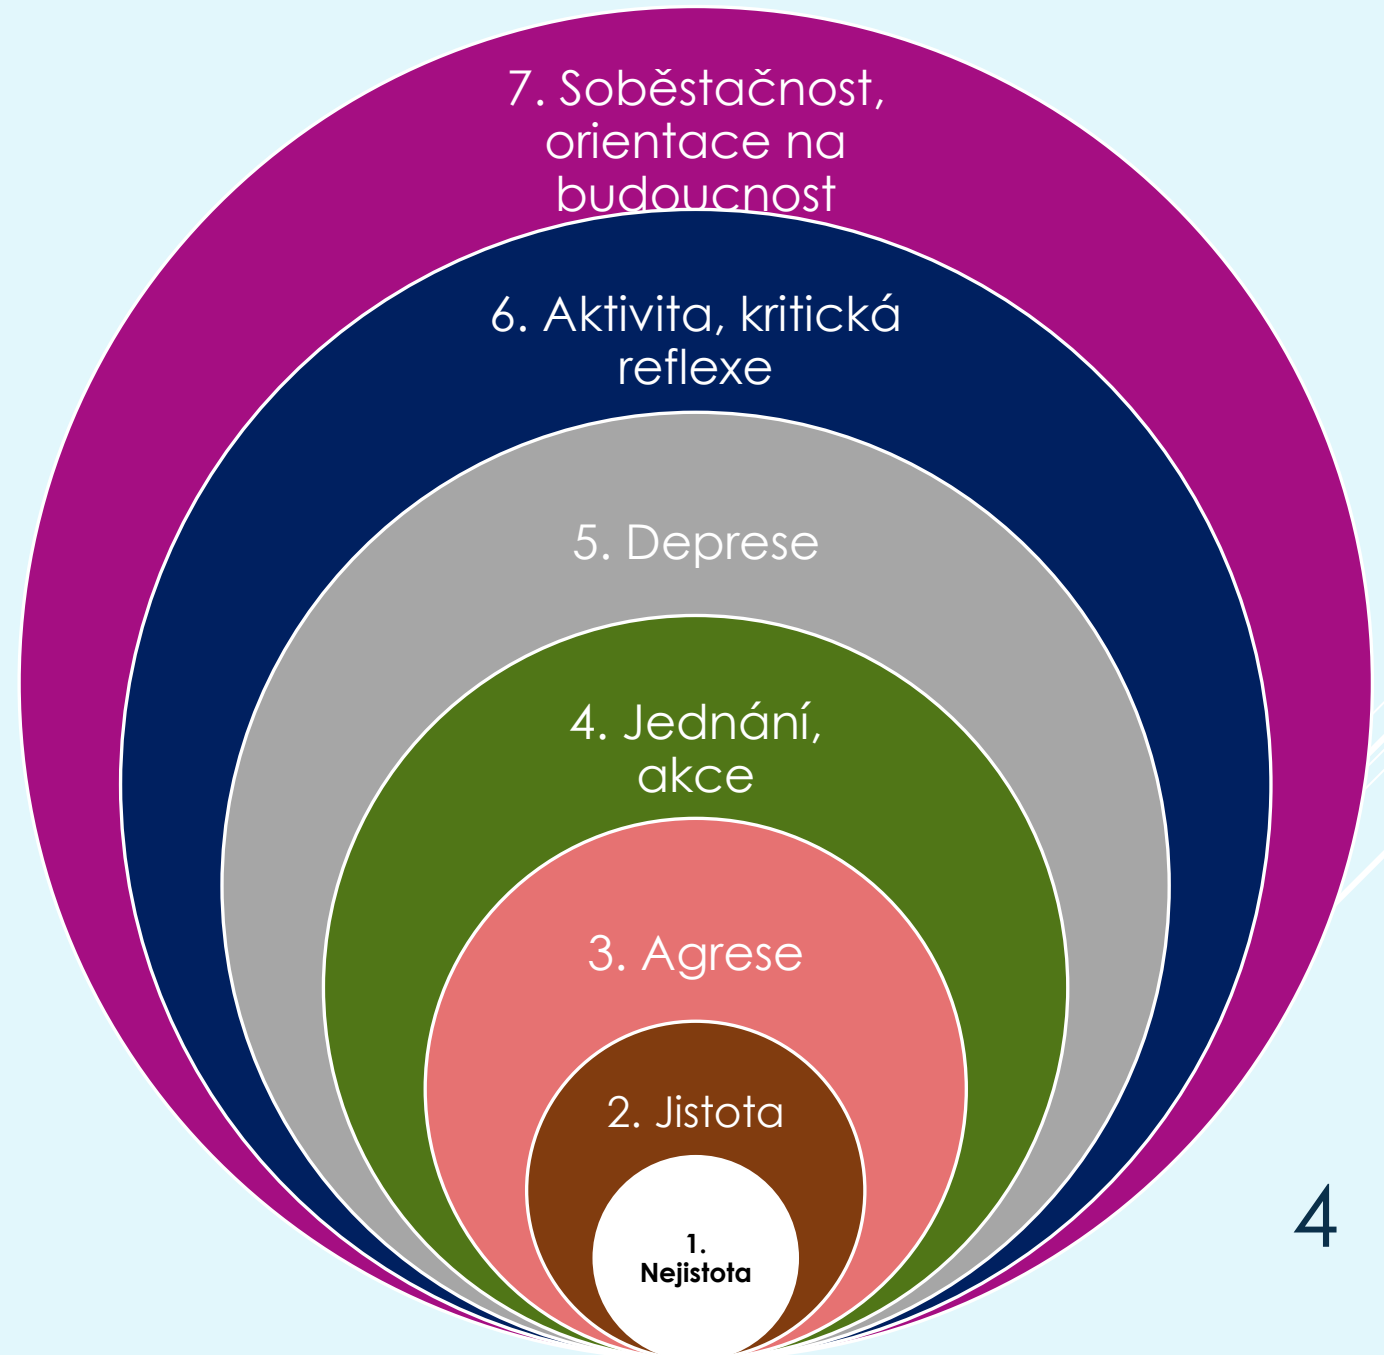 7. Soběstačnost,
orientace na
budoucnost
6. Aktivita, kritická
reflexe
5. Deprese
4. Jednání,
akce
3. Agrese
2. Jistota
1.
Nejistota
4